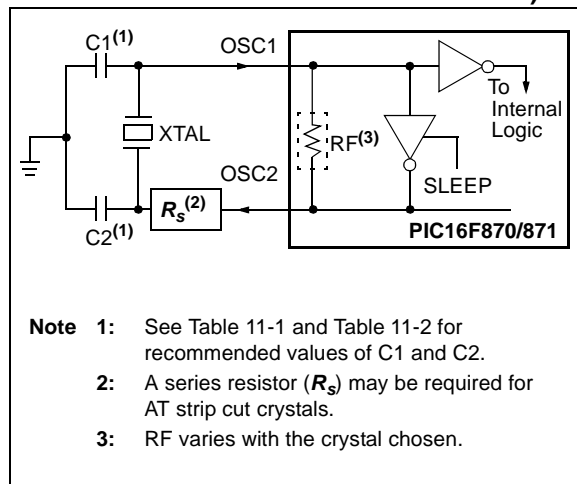 C1(1)
OSC1
To
Internal
Logic
XTAL
RF(3)
OSC2
SLEEP
Rs(2)
C2(1)
PIC16F870/871
Note 1: See Table 11-1 and Table 11-2 for
recommended values of C1 and C2.
2: A series resistor (Rs) may be required for
AT strip cut crystals.
3: RF varies with the crystal chosen.